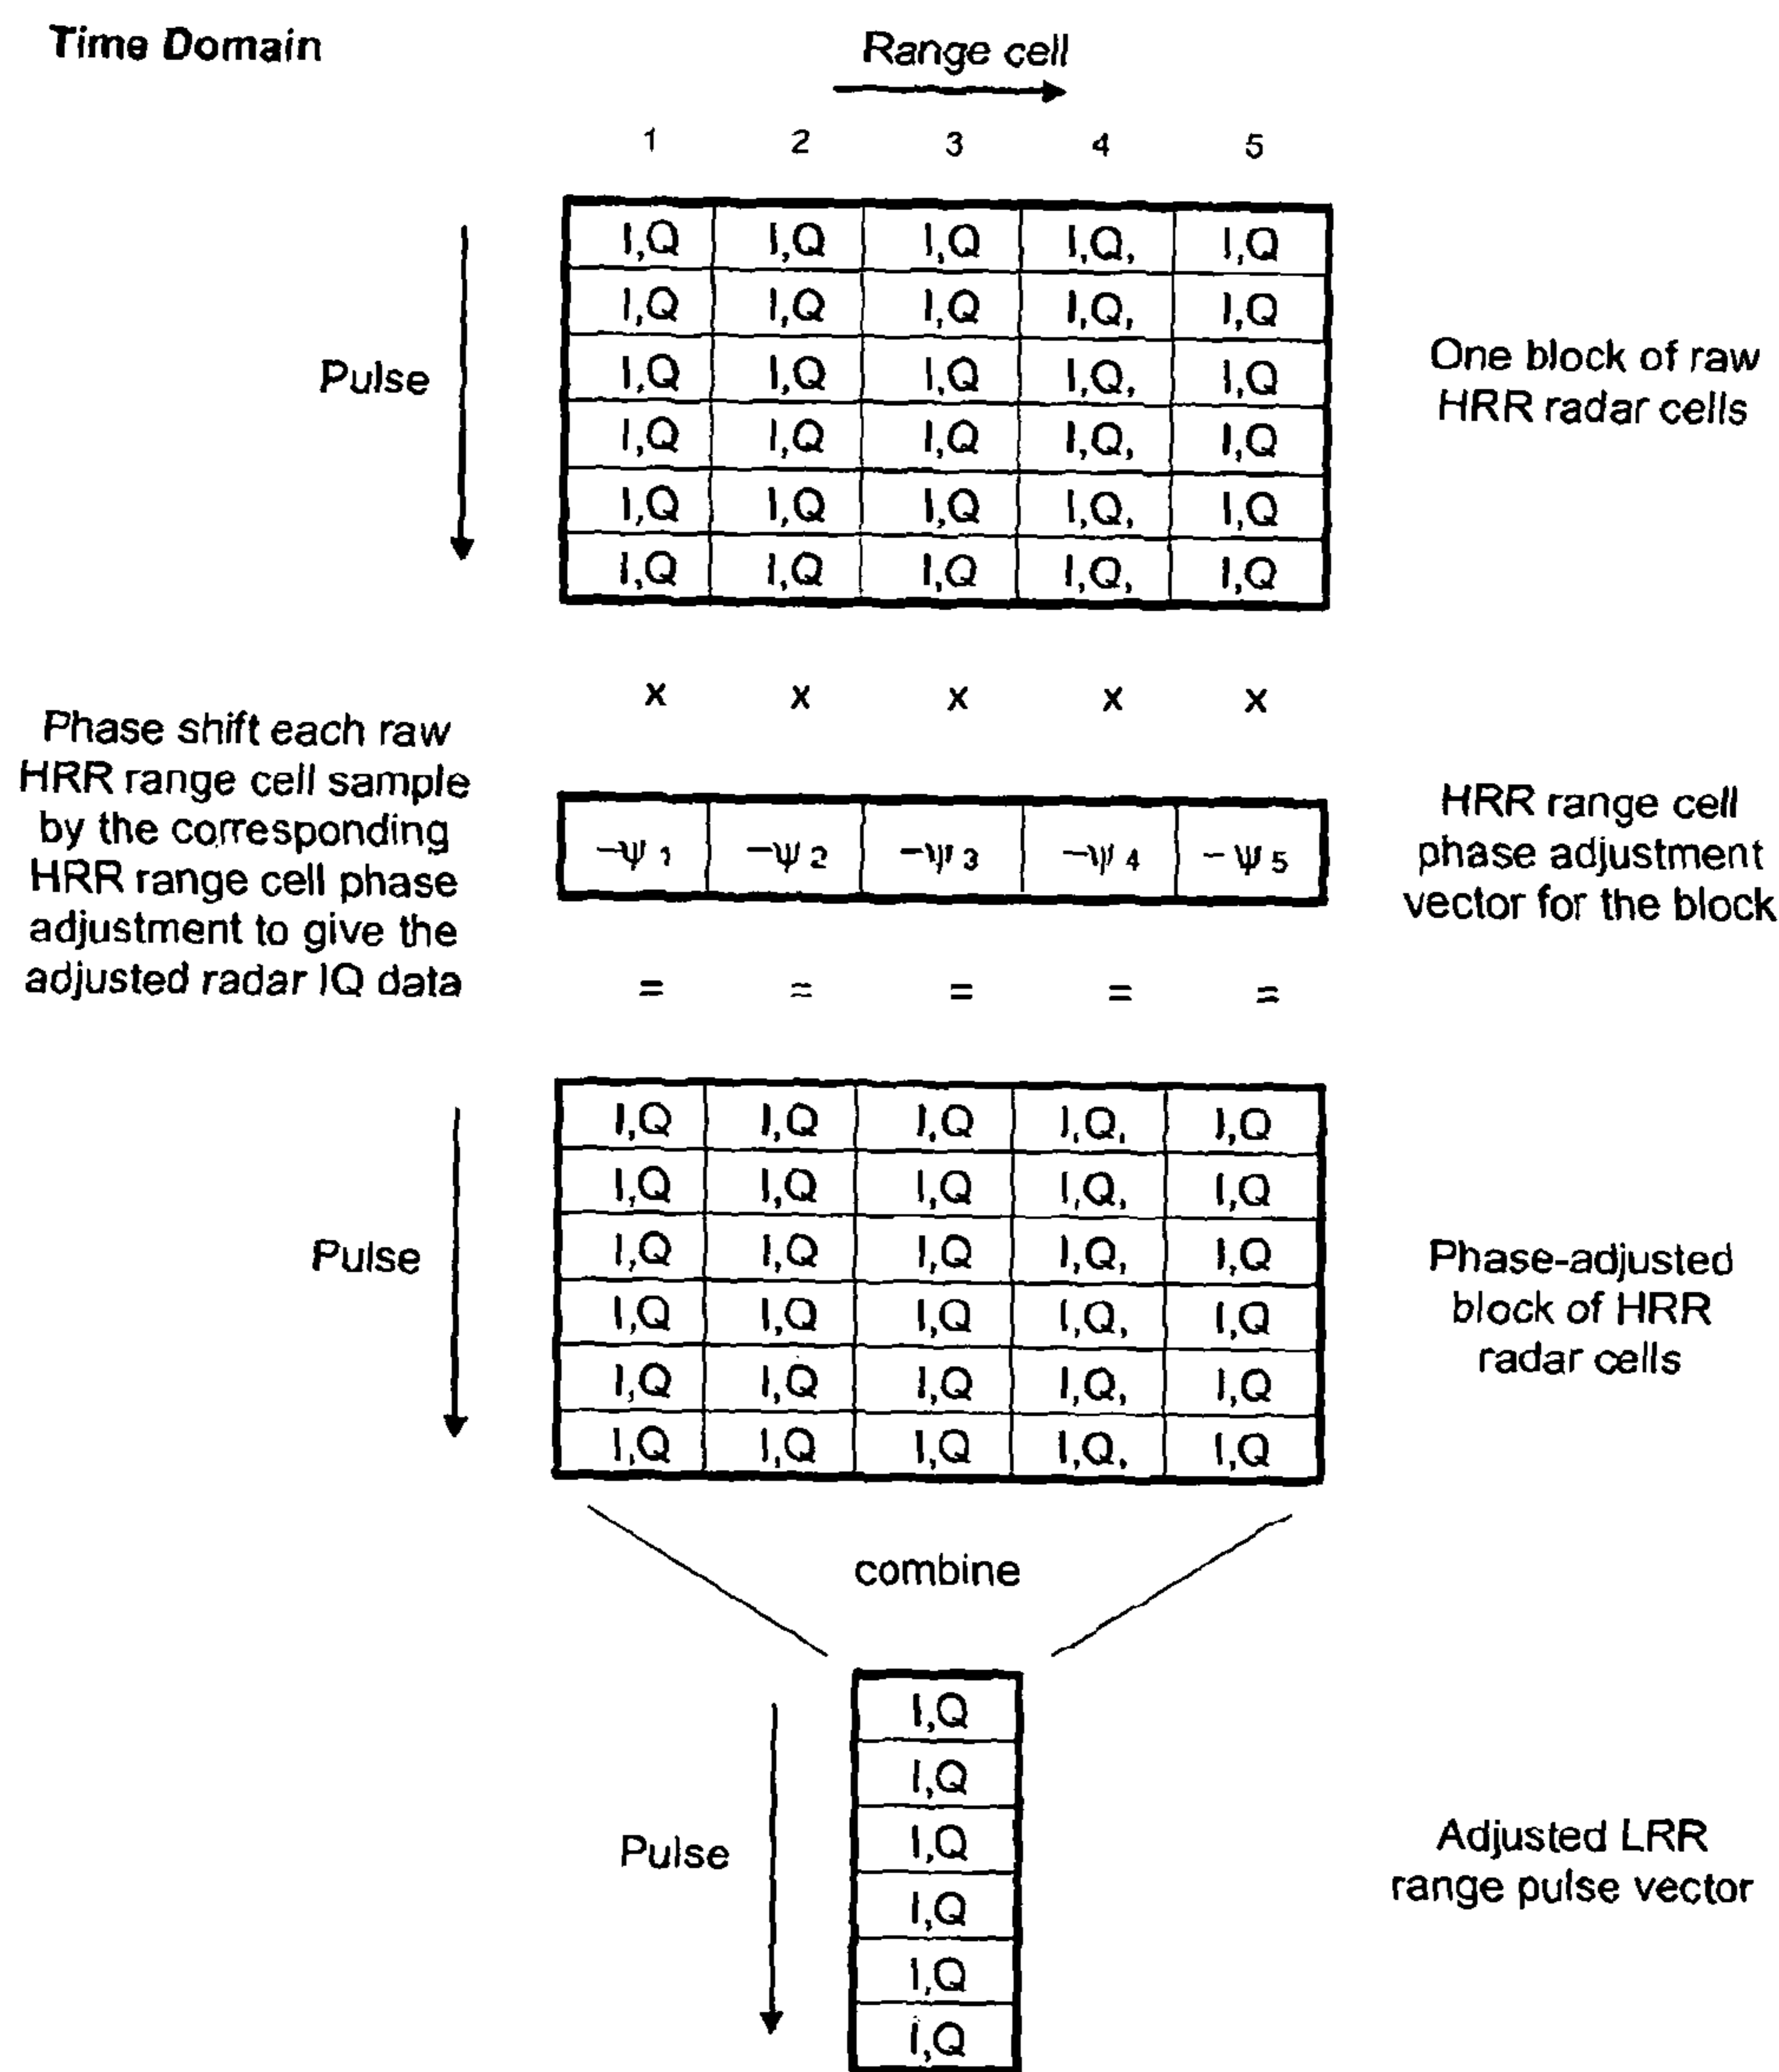 Time Domain
Range cell
1 2 3 4 5
I,Q I,Q I,Q I,Q, I,Q
I,Q I,Q I,Q I,Q, I,Q
I,Q I,Q I,Q I,Q, I,Q
I,Q I,Q I,Q I,Q, I,Q
I,Q I,Q I,Q I,Q, I,Q
I,Q I,Q I,Q I,Q, I,Q
Pulse
One block of raw
HRR radar cells
x x x x x
Phase shift each raw
HRR range cell sample
by the corresponding
HRR range cell phase
adjustment to give the
adjusted radar IQ data
-ψ 1 -ψ 2 -ψ 3 -ψ 4 -ψ 5
HRR range cell
phase adjustment
vector for the block
= = = = =
I,Q I,Q I,Q I,Q, I,Q
I,Q I,Q I,Q I,Q, I,Q
I,Q I,Q I,Q I,Q, I,Q
I,Q I,Q I,Q I,Q, I,Q
I,Q I,Q I,Q I,Q, I,Q
I,Q I,Q I,Q I,Q, I,Q
Pulse
Phase-adjusted
block of HRR
radar cells
combine
I,Q
I,Q
I,Q
I,Q
I,Q
I,Q
Pulse
Adjusted LRR
range pulse vector